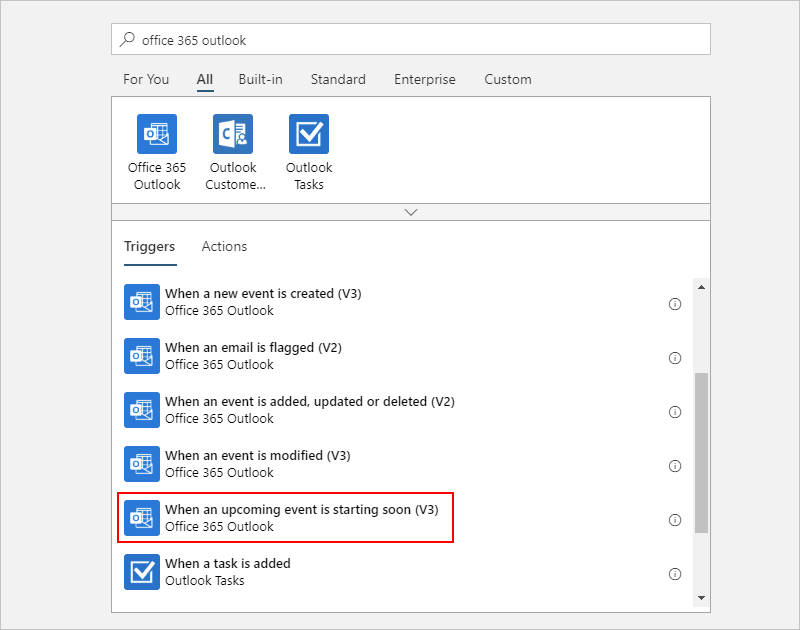 office 365 outlook
For You All Built-in Standard Enterprise Custom
Office 365 Outlook Outlook
Outlook Custome... Tasks
Triggers Actions
When a new event is created (V3)
Office 365 Outlook
When an email is flagged (V2)
Office 365 Outlook
When an event is added, updated or deleted (V2)
Office 365 Outlook
When an event is modified (V3)
Office 365 Outlook
When an upcoming event is starting soon (V3)
Office 365 Outlook
When a task is added
Outlook Tasks